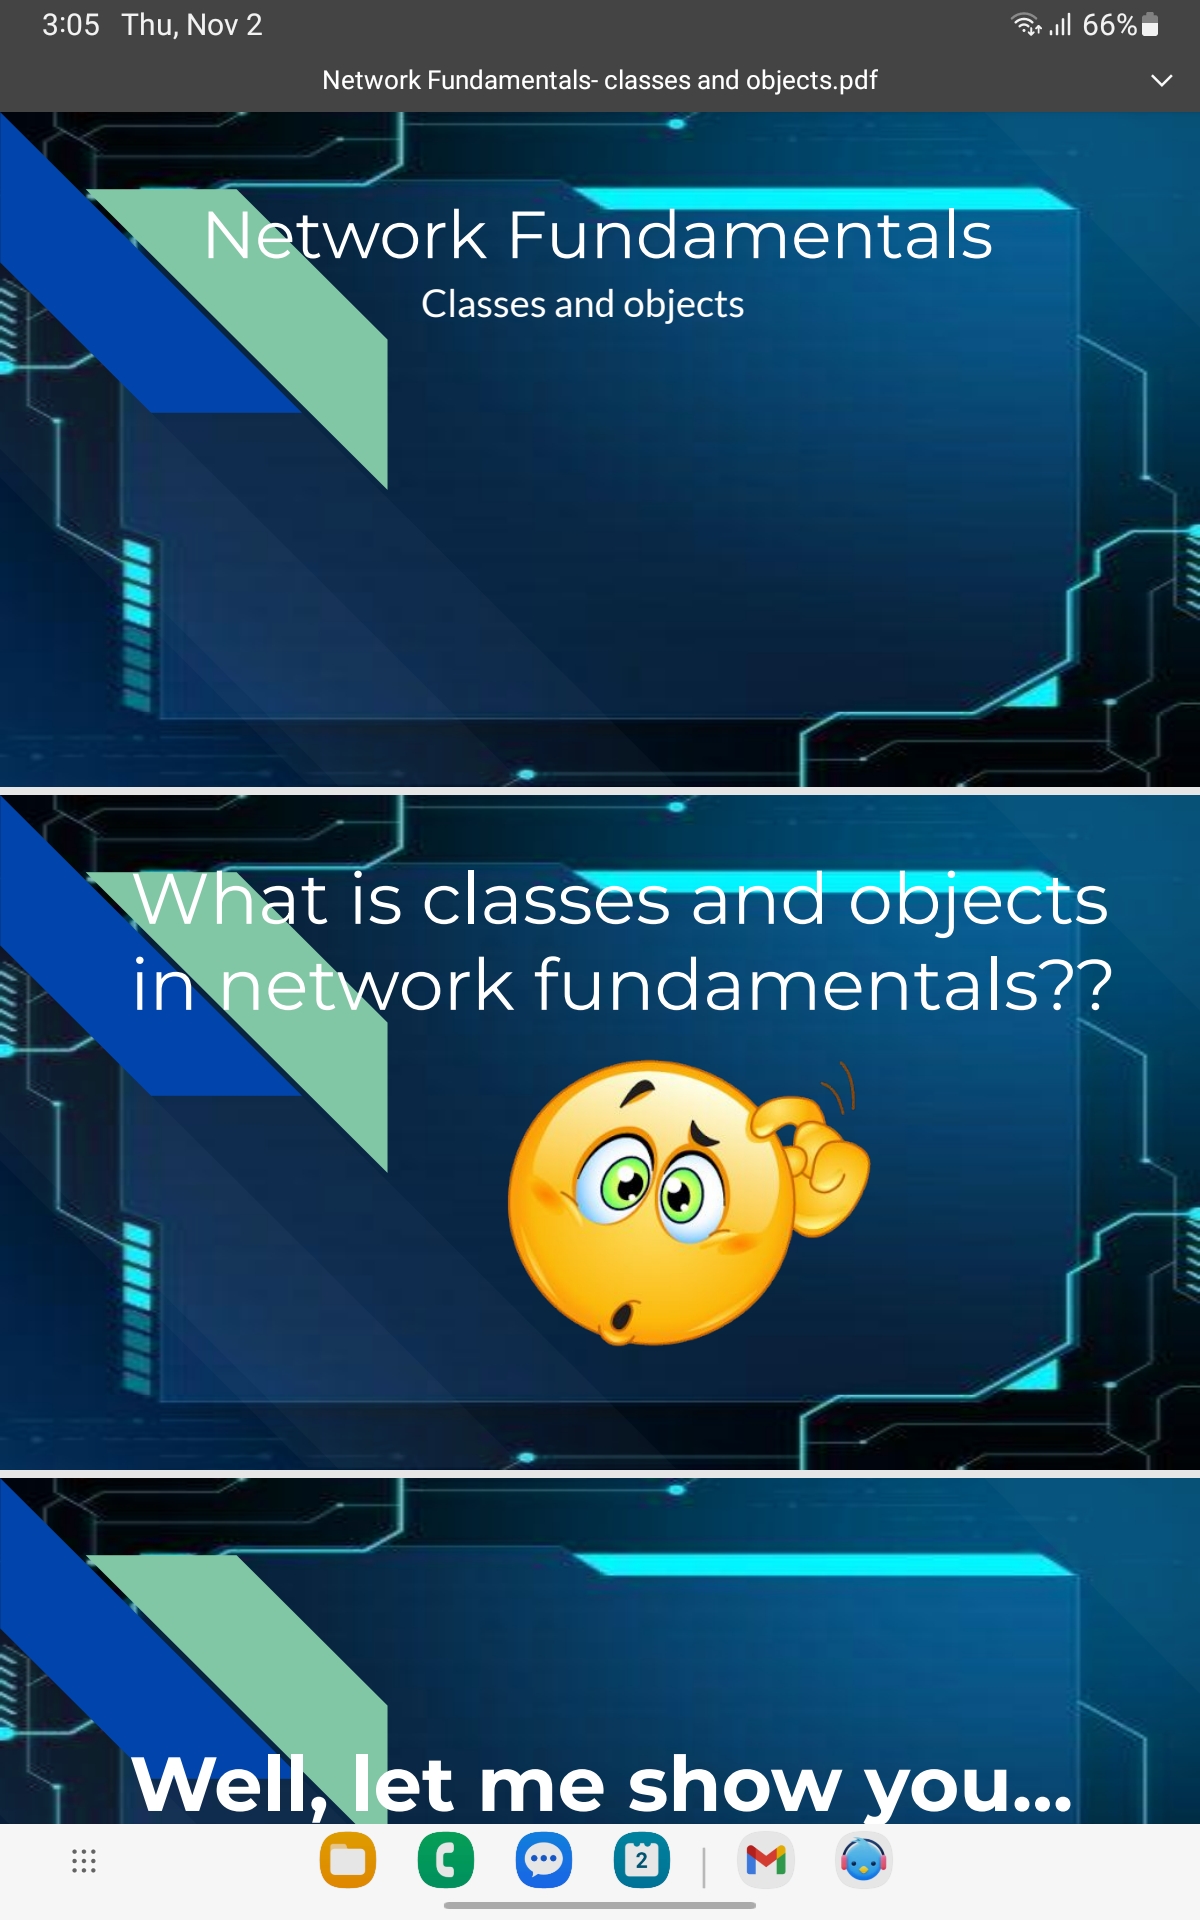 3:05 Thu, Nov 2 66%
Network Fundamentals- classes and objects.pdf
Network Fundamentals
Classes and objects
What is classes and objects
in network fundamentals??
Well, let me show you...
2